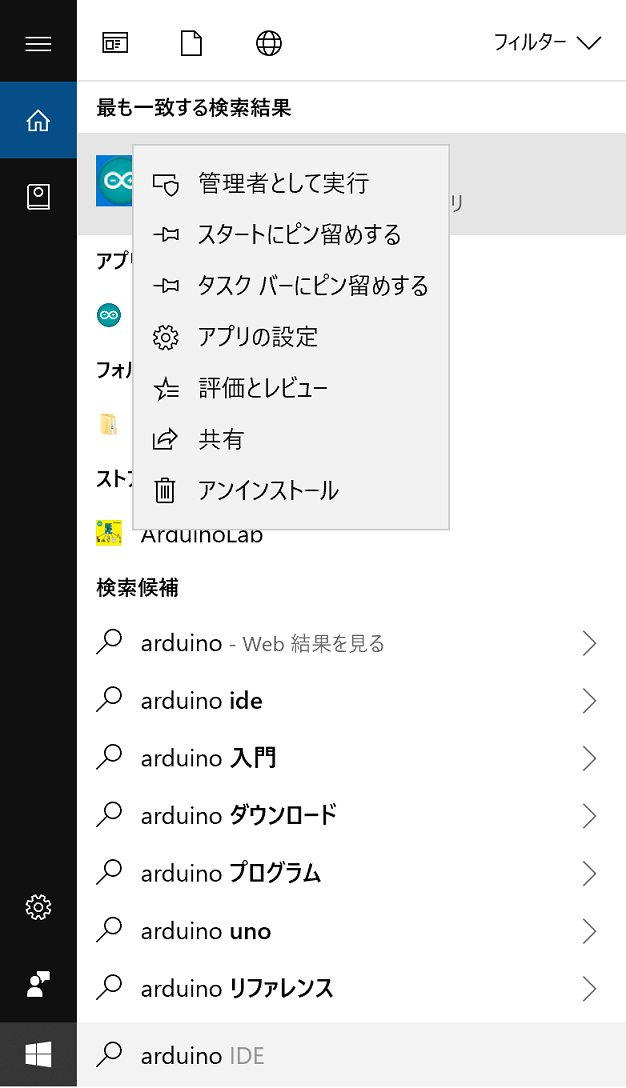 フィルター
最も一致する検索結果
管理者として実行
リ
スタートにピン留めする
アプ
タスク バーにピン留めする
アプリの設定
フォル
評価とレビュー
共有
スト
アンインストール
ArduinoLab
検索候補
arduino - Web 結果を見る
arduino ide
arduino 入門
arduino ダウンロード
arduino プログラム
arduino uno
arduino リファレンス
arduino IDE